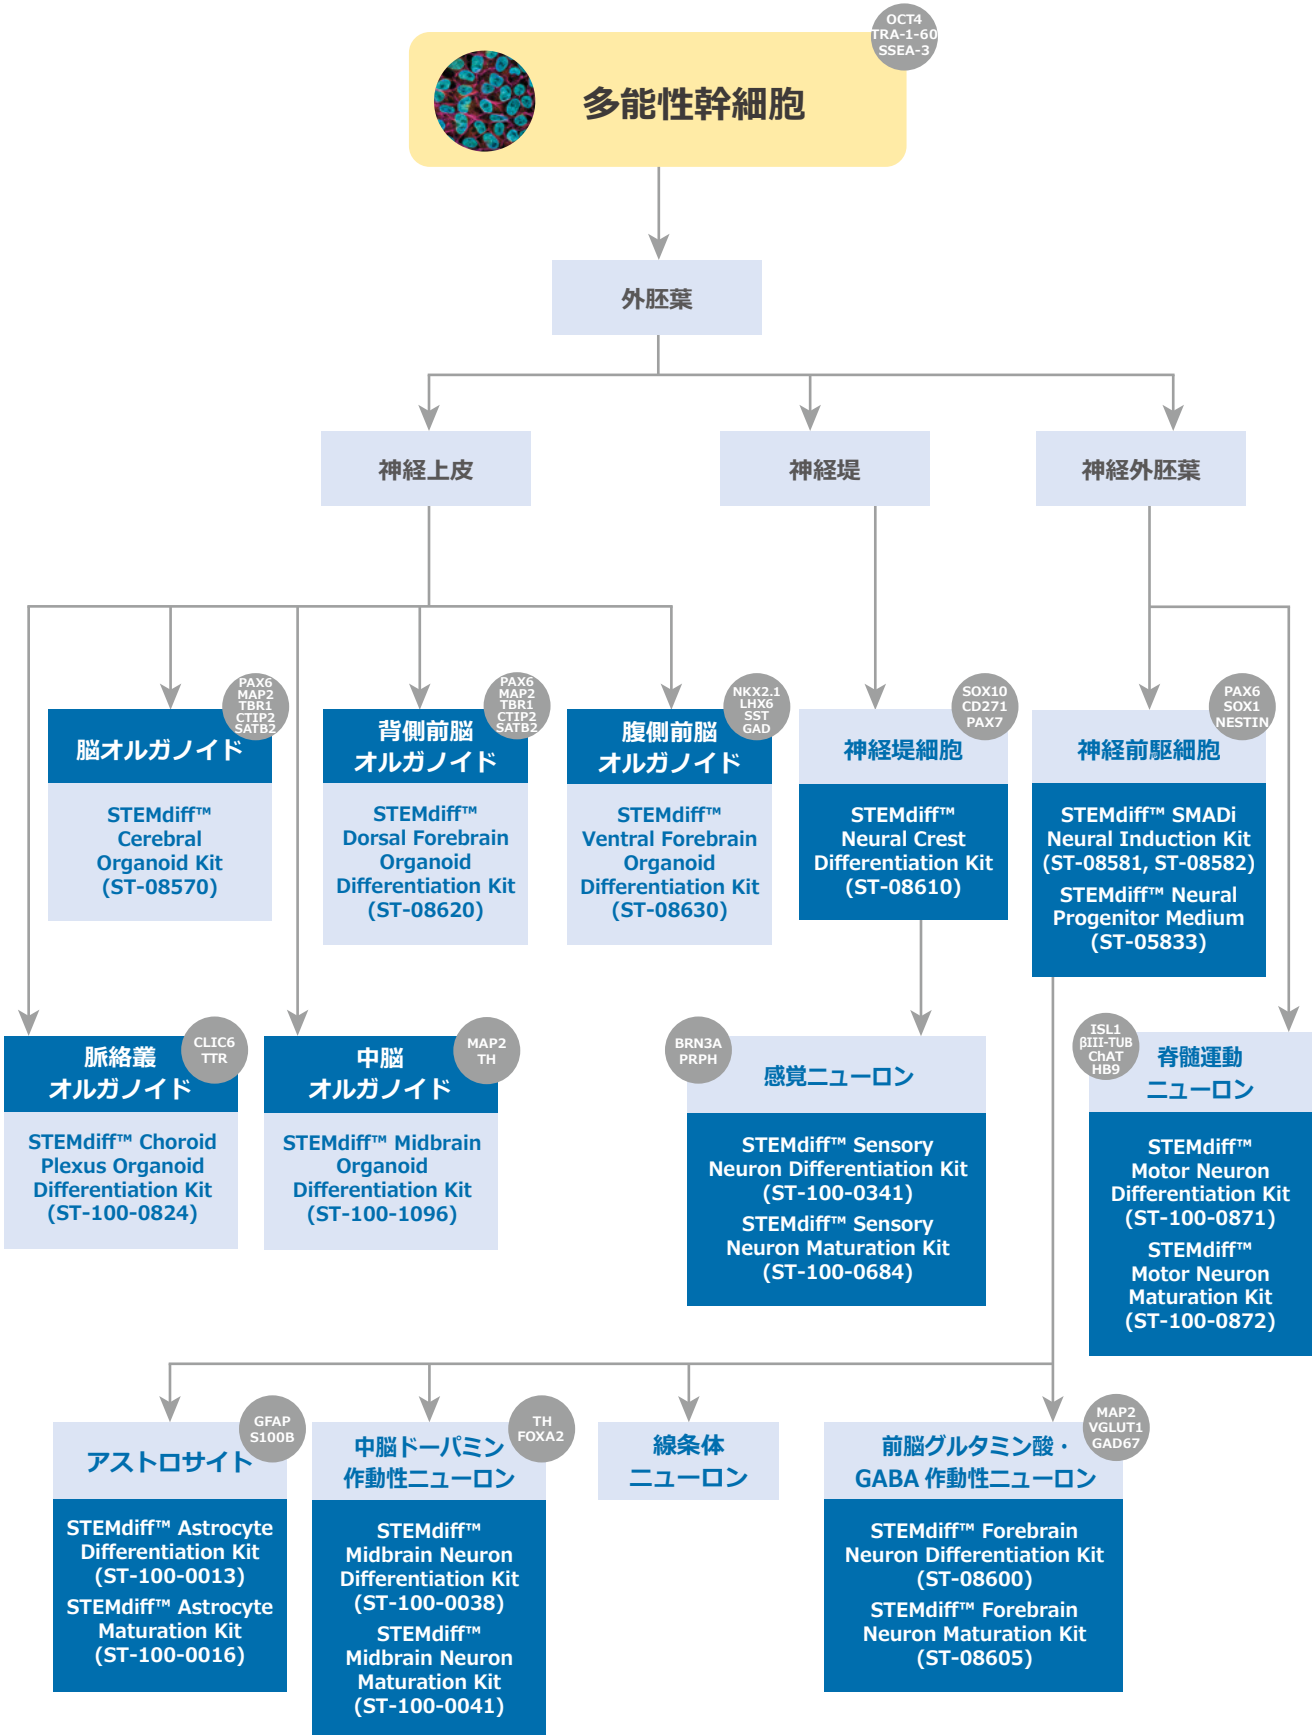 OCT4
TRA-1-60
SSEA-3
多能性幹細胞
外胚葉
神経上皮
神経堤
神経外胚葉
PAX6
MAP2
TBR1
CTIP2
SATB2
脳オルガノイド
STEMdiff™
Cerebral
Organoid Kit
(ST-08570)
PAX6
MAP2
TBR1
CTIP2
SATB2
背側前脳
オルガノイド
STEMdiff™
Dorsal Forebrain
Organoid
Differentiation Kit
(ST-08620)
NKX2.1
LHX6
SST
GAD
腹側前脳
オルガノイド
STEMdiff™
Ventral Forebrain
Organoid
Differentiation Kit
(ST-08630)
SOX10
CD271
PAX7
神経堤細胞
STEMdiff™
Neural Crest
Differentiation Kit
(ST-08610)
PAX6
SOX1
NESTIN
神経前駆細胞
STEMdiff™ SMADi
Neural Induction Kit
(ST-08581, ST-08582)
STEMdiff™ Neural
Progenitor Medium
(ST-05833)
CLIC6
TTR
脈絡叢
オルガノイド
STEMdiff™ Choroid
Plexus Organoid
Differentiation Kit
(ST-100-0824)
MAP2
TH
中脳
オルガノイド
STEMdiff™ Midbrain
Organoid
Differentiation Kit
(ST-100-1096)
BRN3A
PRPH
感覚ニューロン
STEMdiff™ Sensory
Neuron Differentiation Kit
(ST-100-0341)
STEMdiff™ Sensory
Neuron Maturation Kit
(ST-100-0684)
ISL1
βIII-TUB
ChAT
HB9
脊髄運動
ニューロン
STEMdiff™
Motor Neuron
Differentiation Kit
(ST-100-0871)
STEMdiff™
Motor Neuron
Maturation Kit
(ST-100-0872)
GFAP
S100B
アストロサイト
STEMdiff™ Astrocyte
Differentiation Kit
(ST-100-0013)
STEMdiff™ Astrocyte
Maturation Kit
(ST-100-0016)
TH
FOXA2
中脳ドーパミン
作動性ニューロン
STEMdiff™
Midbrain Neuron
Differentiation Kit
(ST-100-0038)
STEMdiff™
Midbrain Neuron
Maturation Kit
(ST-100-0041)
線条体
ニューロン
MAP2
VGLUT1
GAD67
前脳グルタミン酸・
GABA 作動性ニューロン
STEMdiff™ Forebrain
Neuron Differentiation Kit
(ST-08600)
STEMdiff™ Forebrain
Neuron Maturation Kit
(ST-08605)